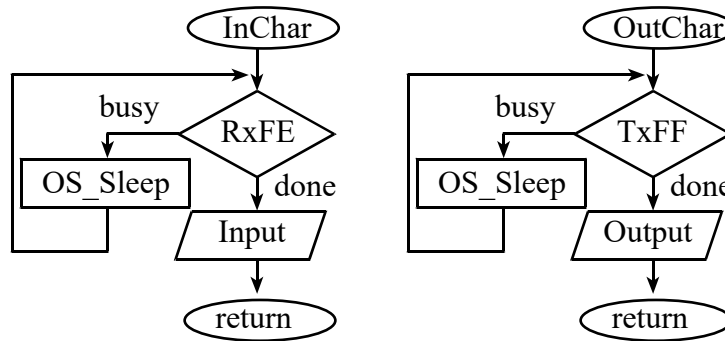 InChar
busy
RxFE
OS_Sleep
done
Input
return
OutChar
busy
TxFF
OS_Sleep
done
Output
return